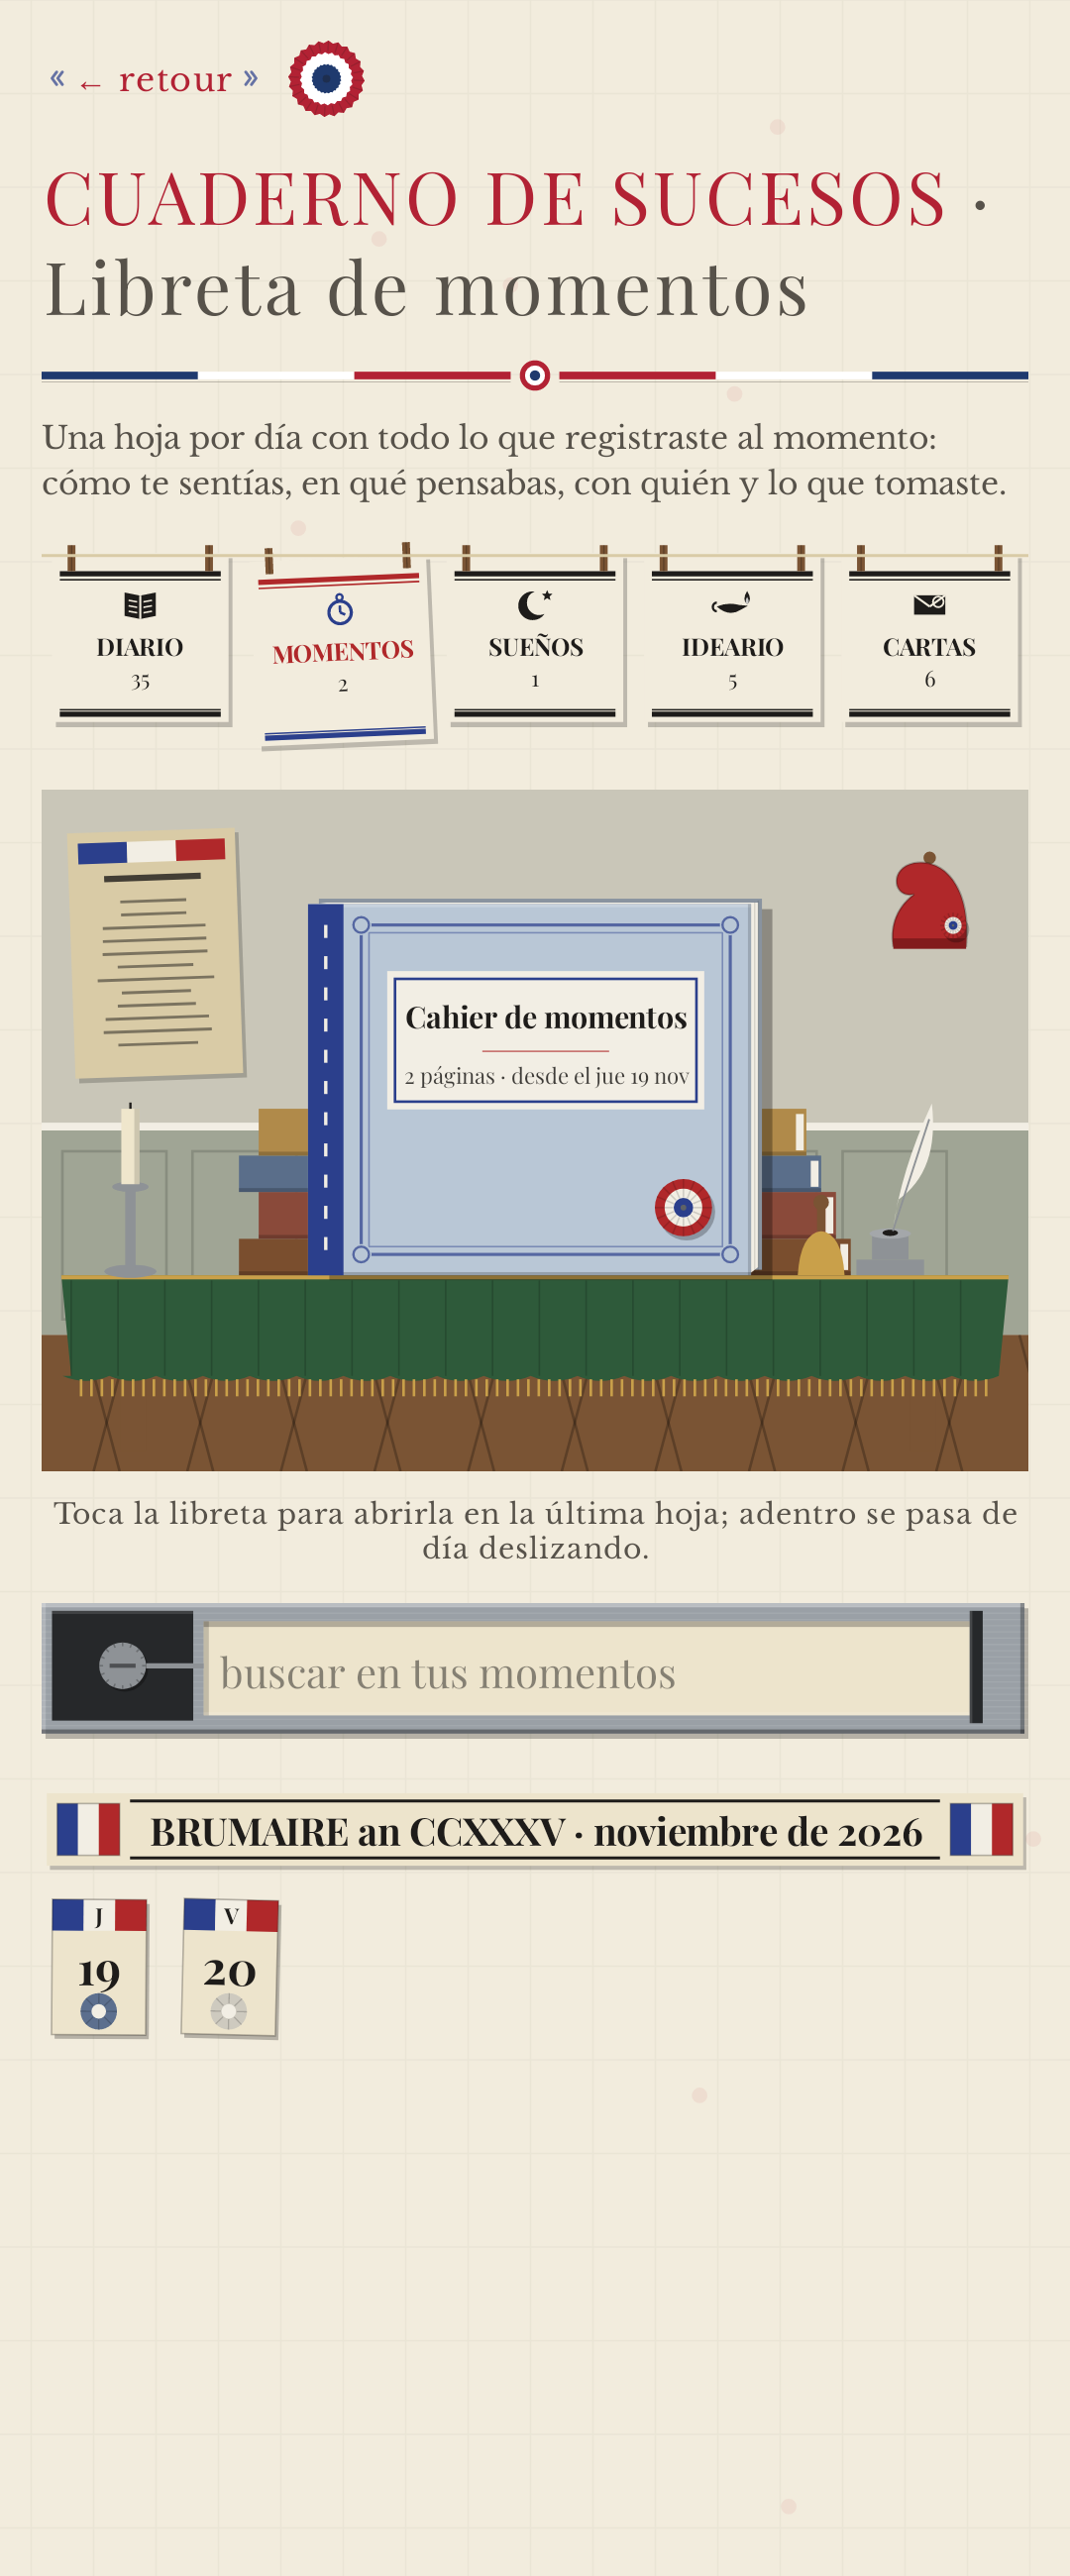 « ← retour »
CUADERNO DE SUCESOS ·
Libreta de momentos
Una hoja por día con todo lo que registraste al momento:
cómo te sentías, en qué pensabas, con quién y lo que tomaste.
DIARIO
35
MOMENTOS
2
SUEÑOS
1
IDEARIO
5
CARTAS
6
Cahier de momentos
2 páginas · desde el jue 19 nov
Toca la libreta para abrirla en la última hoja; adentro se pasa de
día deslizando.
buscar en tus momentos
BRUMAIRE an CCXXXV · noviembre de 2026
J
19
V
20